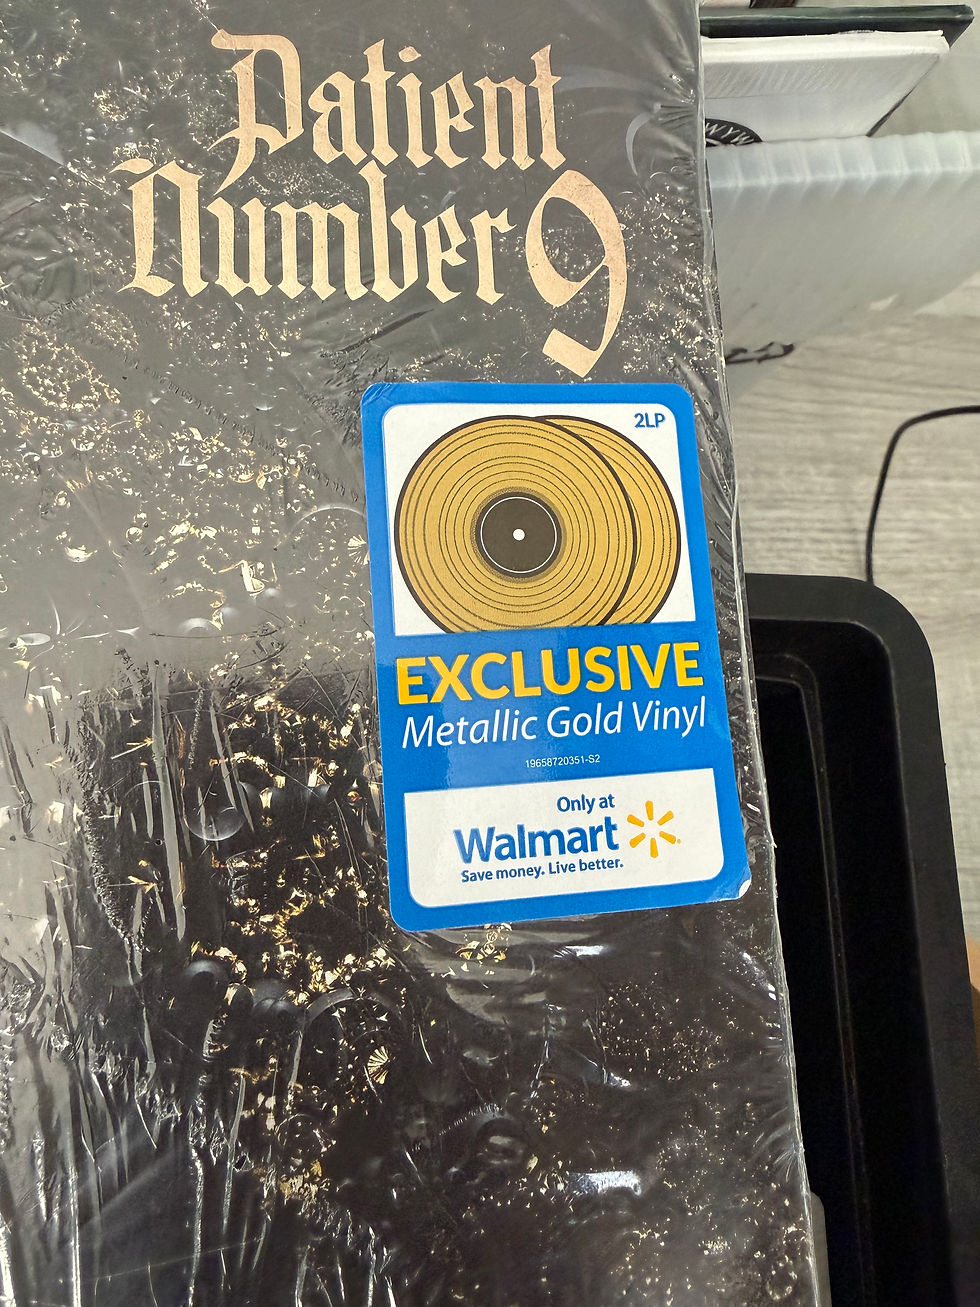 Patient
Number 9
2LP
EXCLUSIVE
Metallic Gold Vinyl
19658720351-S2
Only at
Walmart
Save money. Live better.